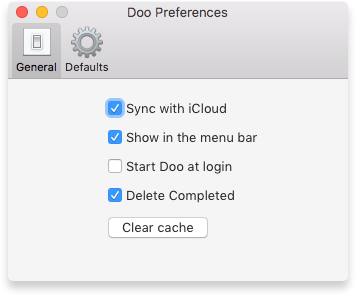 Doo Preferences
General Defaults
Sync with iCloud
Show in the menu bar
Start Doo at login
Delete Completed
Clear cache